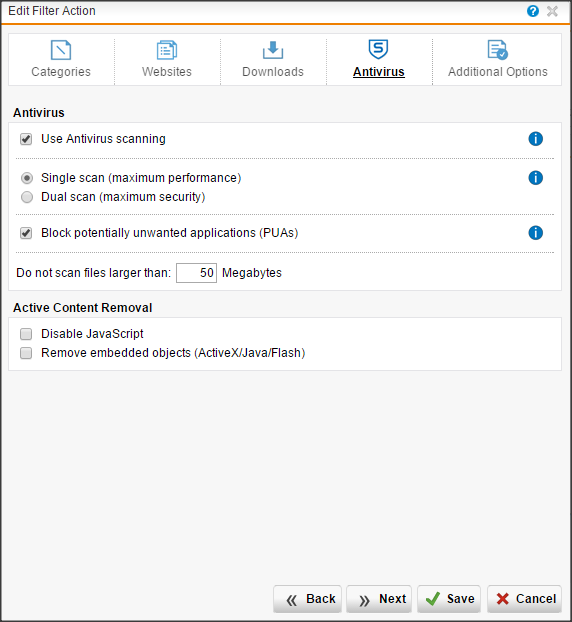 Edit Filter Action
Categories Websites Downloads Antivirus Additional Options
Antivirus
Use Antivirus scanning
Single scan (maximum performance)
Dual scan (maximum security)
Block potentially unwanted applications (PUAs)
Do not scan files larger than: 50 Megabytes
Active Content Removal
Disable JavaScript
Remove embedded objects (ActiveX/Java/Flash)
Back Next Save Cancel